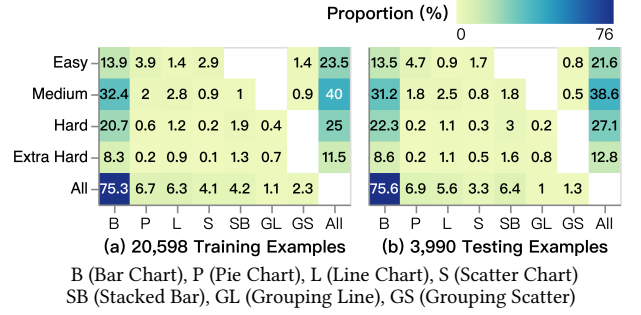 Proportion (%)
0 76
Easy 13.9 3.9 1.4 2.9 1.4 23.5 13.5 4.7 0.9 1.7 0.8 21.6
Medium 32.4 2 2.8 0.9 1 0.9 40 31.2 1.8 2.5 0.8 1.8 0.5 38.6
Hard 20.7 0.6 1.2 0.2 1.9 0.4 25 22.3 0.2 1.1 0.3 3 0.2 27.1
Extra Hard 8.3 0.2 0.9 0.1 1.3 0.7 11.5 8.6 0.2 1.1 0.5 1.6 0.8 12.8
All 75.3 6.7 6.3 4.1 4.2 1.1 2.3 75.6 6.9 5.6 3.3 6.4 1 1.3
B P L S SB GL GS All B P L S SB GL GS All
(a) 20,598 Training Examples (b) 3,990 Testing Examples
B (Bar Chart), P (Pie Chart), L (Line Chart), S (Scatter Chart)
SB (Stacked Bar), GL (Grouping Line), GS (Grouping Scatter)